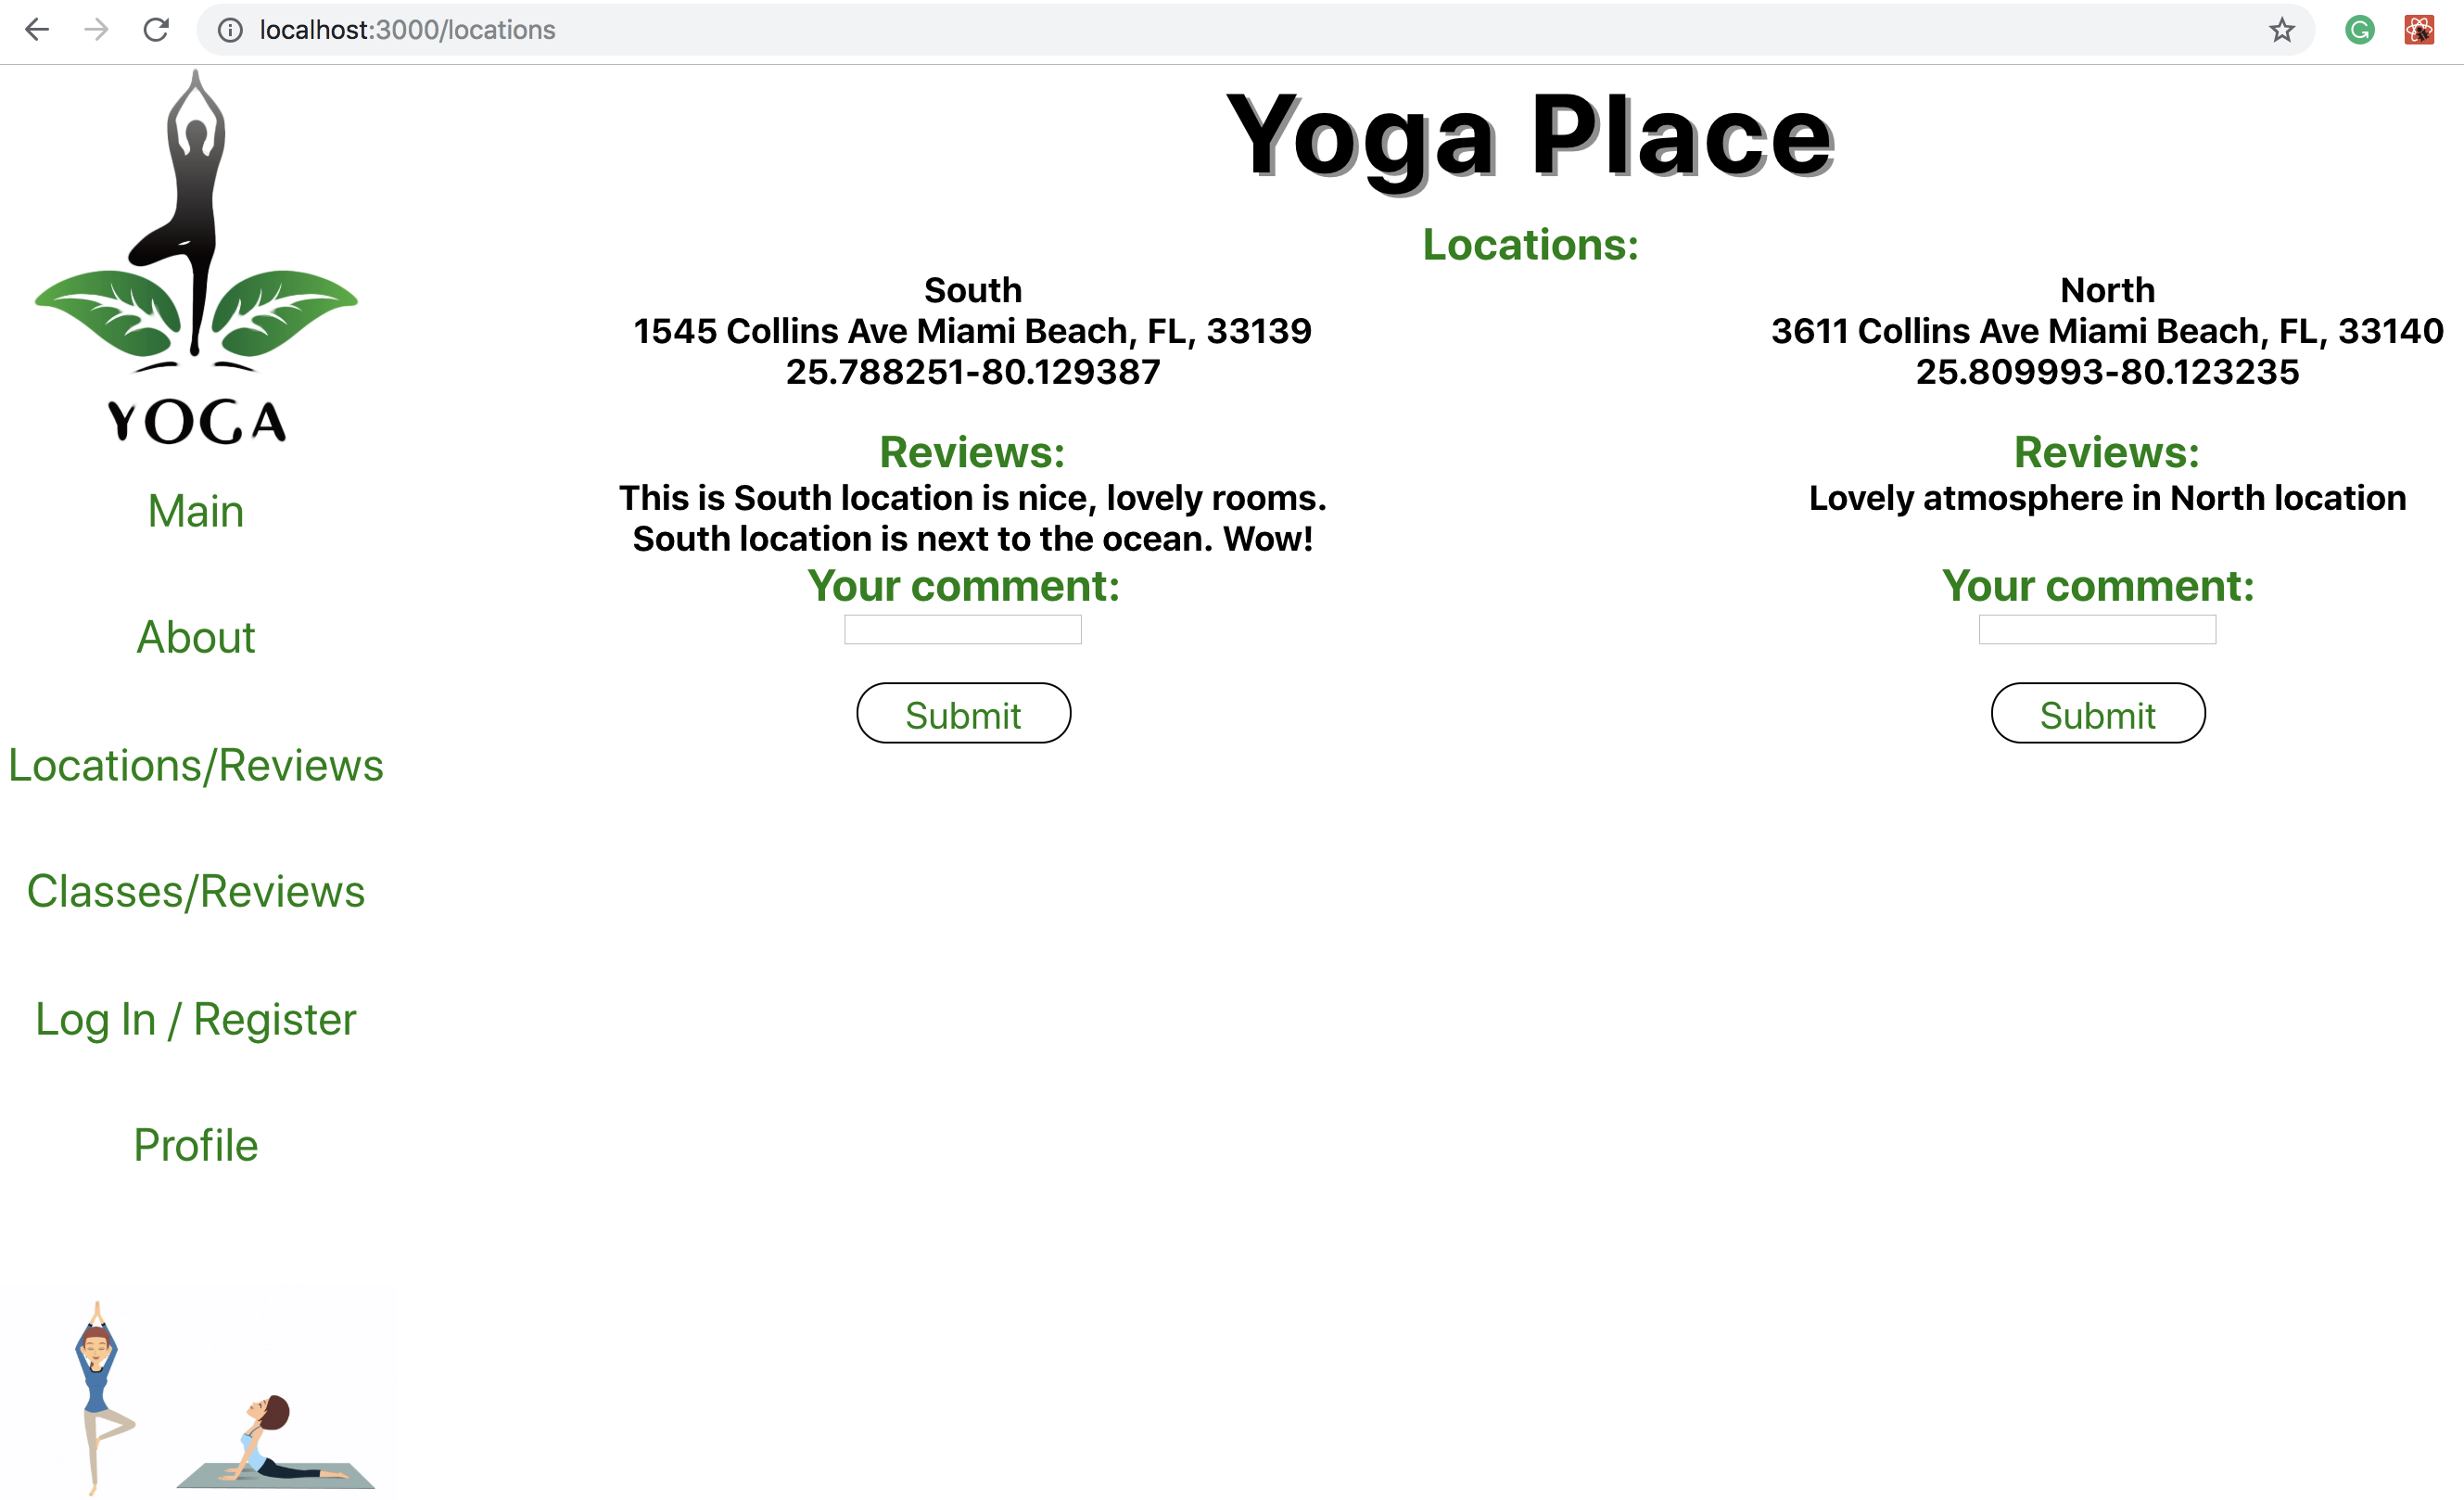 localhost:3000/locations
YOGA
Main
About
Locations/Reviews
Classes/Reviews
Log In / Register
Profile
Yoga Place
Locations:
South
1545 Collins Ave Miami Beach, FL, 33139
25.788251-80.129387
Reviews:
This is South location is nice, lovely rooms.
South location is next to the ocean. Wow!
Your comment:
Submit
North
3611 Collins Ave Miami Beach, FL, 33140
25.809993-80.123235
Reviews:
Lovely atmosphere in North location
Your comment:
Submit